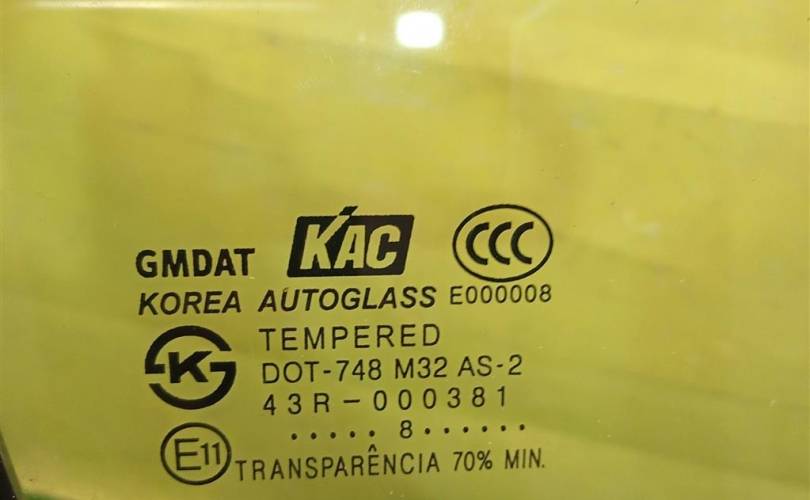 GMDAT KAC CCC
KOREA AUTOGLASS E000008
K TEMPERED
DOT-748 M32 AS-2
43R-000381
..... 8......
E11 TRANSPARÊNCIA 70% MIN.